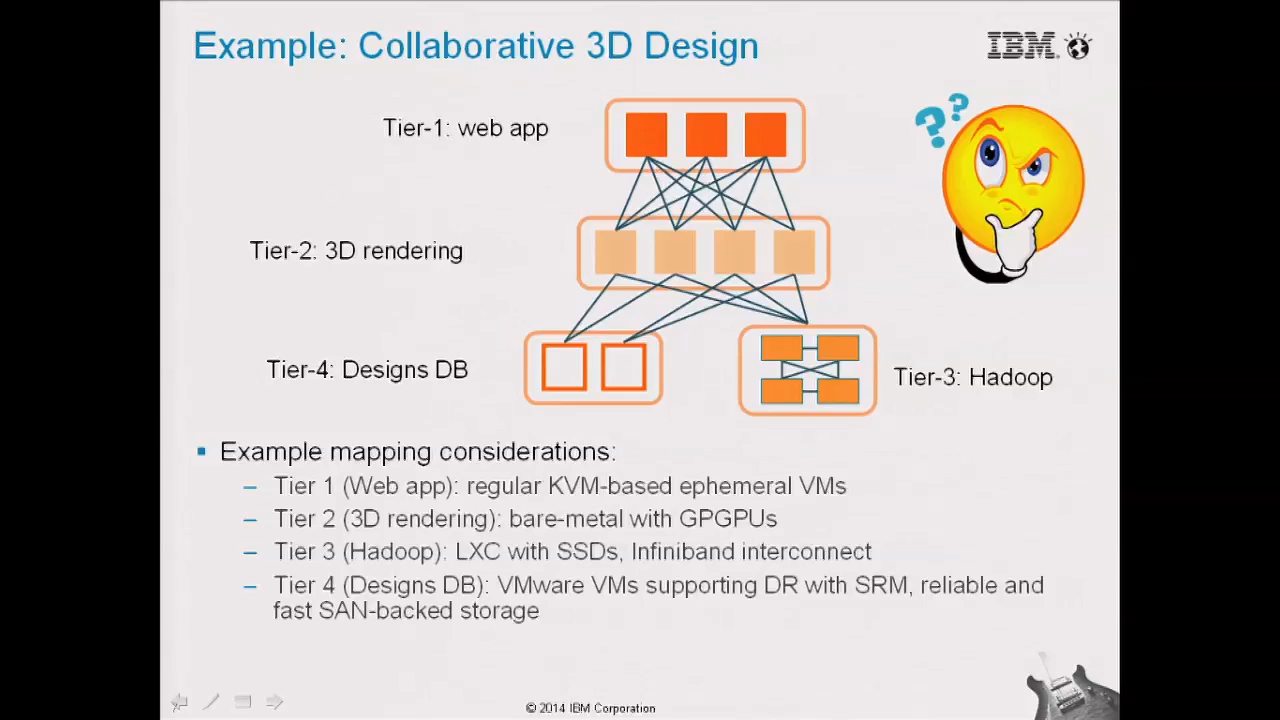 Example: Collaborative 3D Design
IBM
Tier-1: web app
??
Tier-2: 3D rendering
Tier-4: Designs DB
Tier-3: Hadoop
▪ Example mapping considerations:
– Tier 1 (Web app): regular KVM-based ephemeral VMs
– Tier 2 (3D rendering): bare-metal with GPGPUs
– Tier 3 (Hadoop): LXC with SSDs, Infiniband interconnect
– Tier 4 (Designs DB): VMware VMs supporting DR with SRM, reliable and
fast SAN-backed storage
© 2014 IBM Corporation